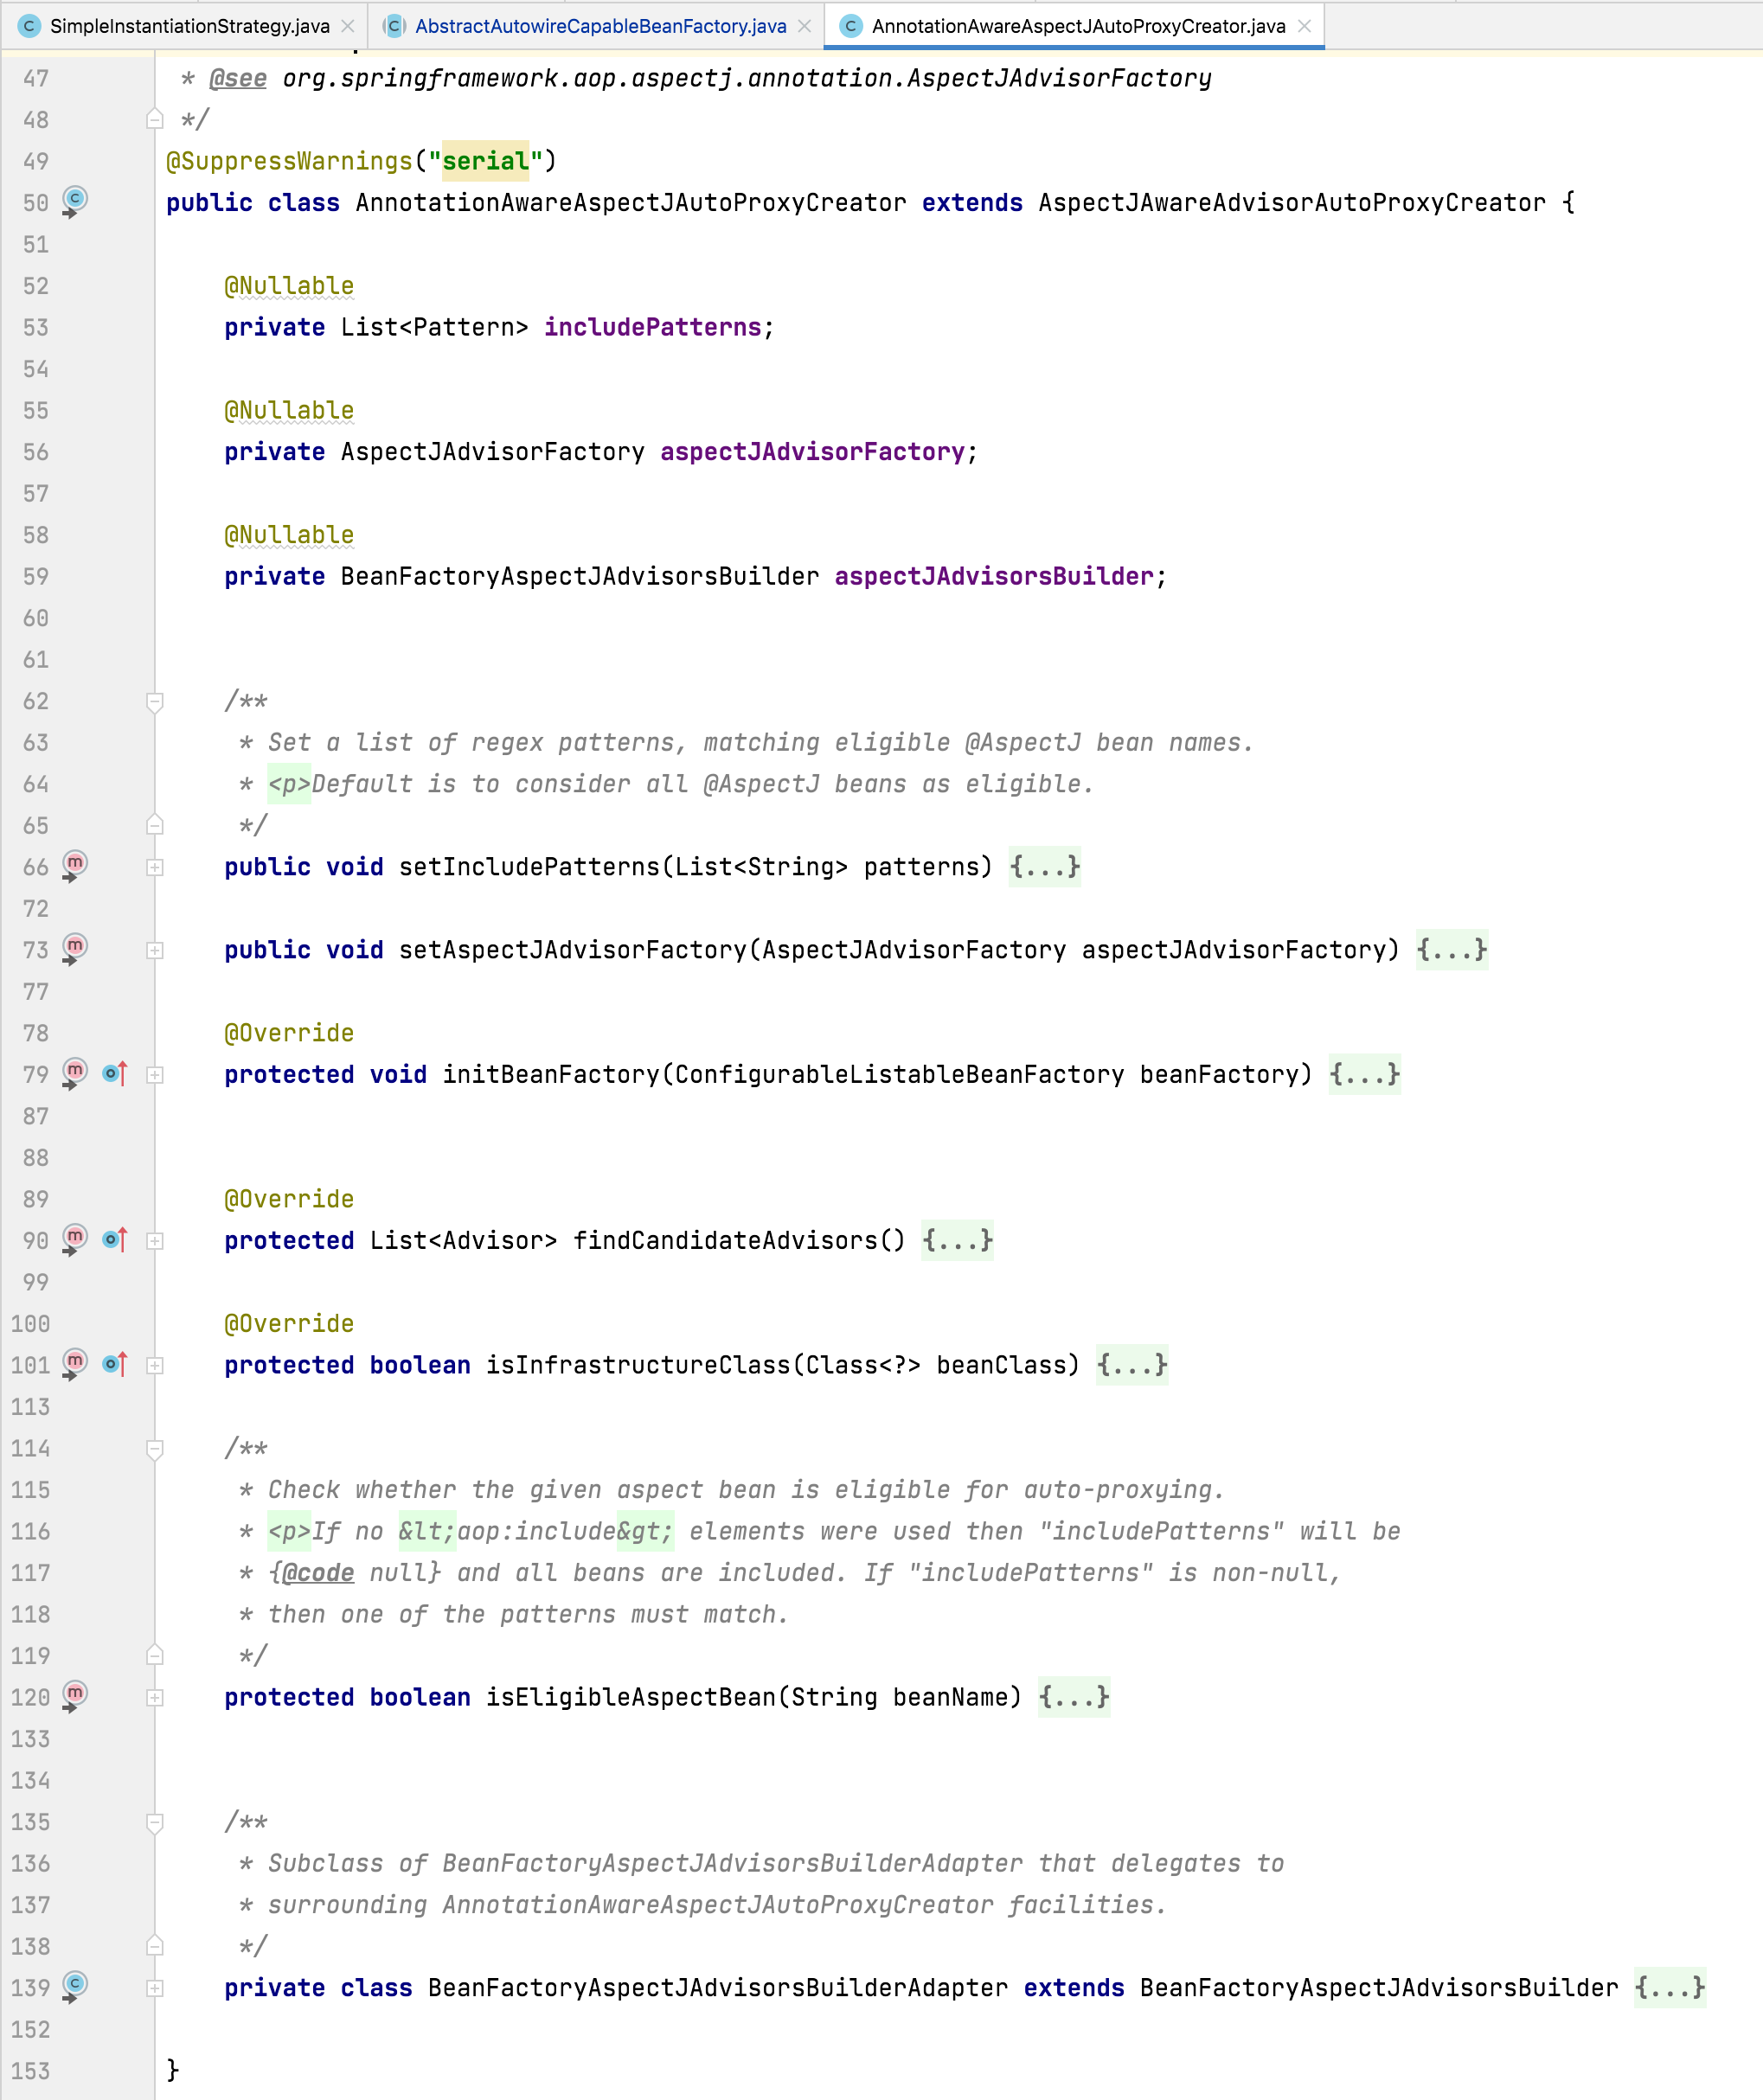 SimpleInstantiationStrategy.java AbstractAutowireCapableBeanFactory.java AnnotationAwareAspectJAutoProxyCreator.java
47 * @see org.springframework.aop.aspectj.annotation.AspectJAdvisorFactory
48 */
49 @SuppressWarnings("serial")
50 public class AnnotationAwareAspectJAutoProxyCreator extends AspectJAwareAdvisorAutoProxyCreator {
51
52 @Nullable
53 private List<Pattern> includePatterns;
54
55 @Nullable
56 private AspectJAdvisorFactory aspectJAdvisorFactory;
57
58 @Nullable
59 private BeanFactoryAspectJAdvisorsBuilder aspectJAdvisorsBuilder;
60
61
62 /**
63 * Set a list of regex patterns, matching eligible @AspectJ bean names.
64 * <p>Default is to consider all @AspectJ beans as eligible.
65 */
66 public void setIncludePatterns(List<String> patterns) {...}
72
73 public void setAspectJAdvisorFactory(AspectJAdvisorFactory aspectJAdvisorFactory) {...}
77
78 @Override
79 protected void initBeanFactory(ConfigurableListableBeanFactory beanFactory) {...}
87
88
89 @Override
90 protected List<Advisor> findCandidateAdvisors() {...}
99
100 @Override
101 protected boolean isInfrastructureClass(Class<?> beanClass) {...}
113
114 /**
115 * Check whether the given aspect bean is eligible for auto-proxying.
116 * <p>If no &lt;aop:include&gt; elements were used then "includePatterns" will be
117 * {@code null} and all beans are included. If "includePatterns" is non-null,
118 * then one of the patterns must match.
119 */
120 protected boolean isEligibleAspectBean(String beanName) {...}
133
134
135 /**
136 * Subclass of BeanFactoryAspectJAdvisorsBuilderAdapter that delegates to
137 * surrounding AnnotationAwareAspectJAutoProxyCreator facilities.
138 */
139 private class BeanFactoryAspectJAdvisorsBuilderAdapter extends BeanFactoryAspectJAdvisorsBuilder {...}
152
153 }